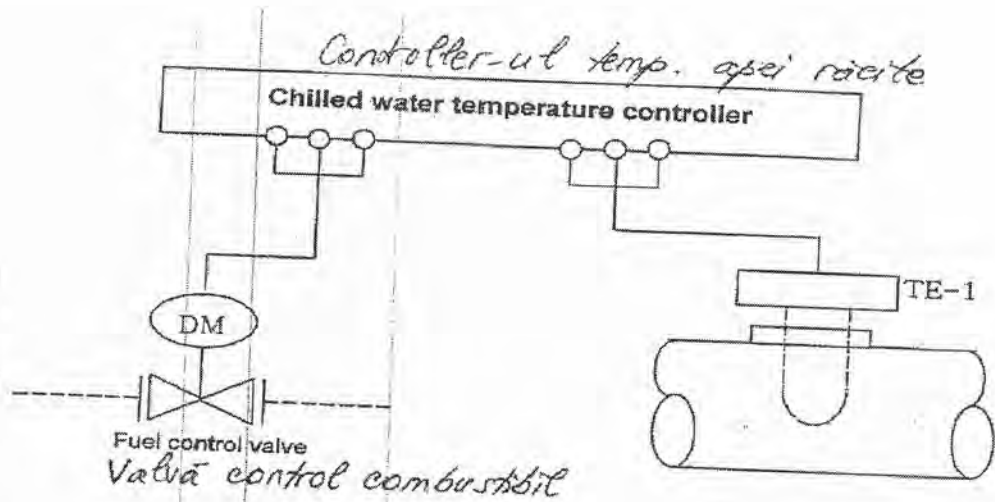 Controller-ul temp. apei răcite
Chilled water temperature controller
TE-1
DM
Fuel control valve
Valvă control combustibil